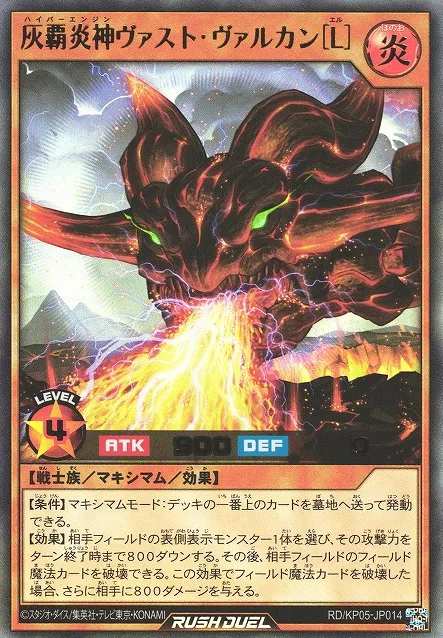 灰覇炎神ヴァスト・ヴァルカン[L]
炎
LEVEL
4
ATK 900 DEF 0
【戦士族/マキシマム/効果】
【条件】マキシマムモード:デッキの一番上のカードを墓地へ送って発動
できる。
【効果】相手フィールドの表側表示モンスター1体を選び、その攻撃力を
ターン終了時まで800ダウンする。その後、相手フィールドのフィールド
魔法カードを破壊できる。この効果でフィールド魔法カードを破壊した
場合、さらに相手に800ダメージを与える。
©スタジオ・ダイス/集英社・テレビ東京・KONAMI
RUSH DUEL
RD/KP05-JP014